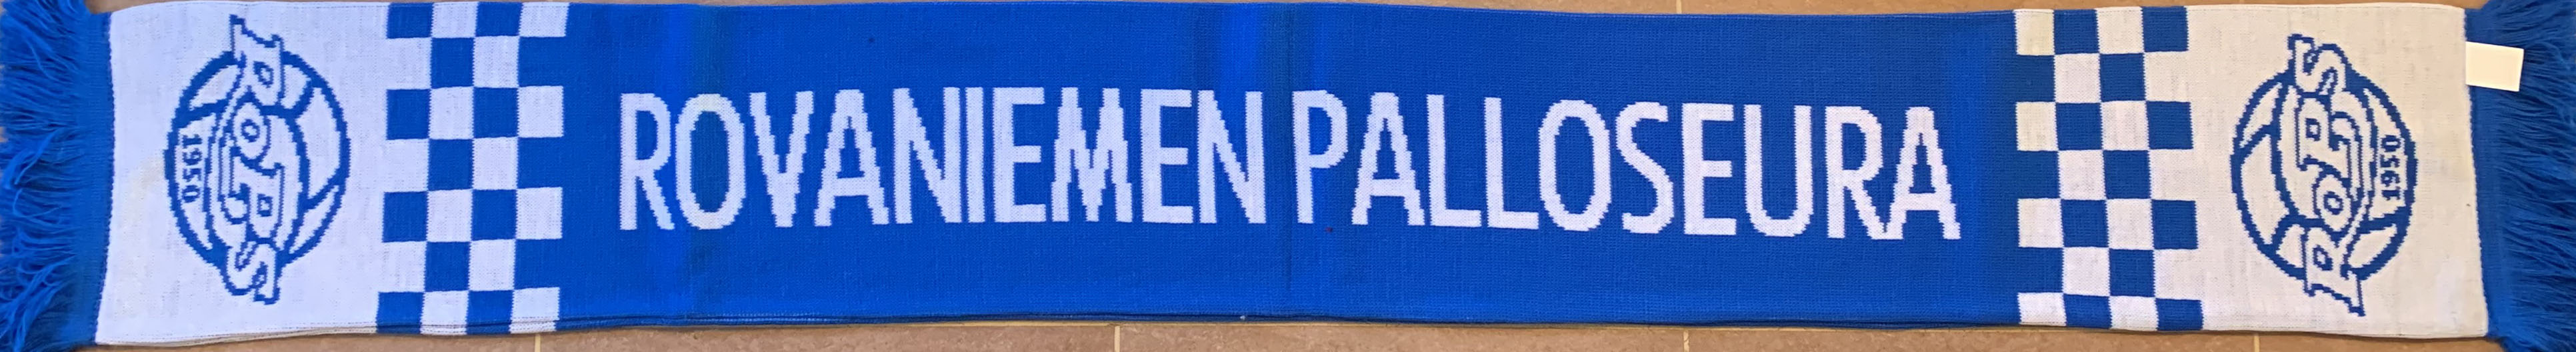 RoPS
1950
ROVANIEMEN PALLOSEURA
RoPS
1950